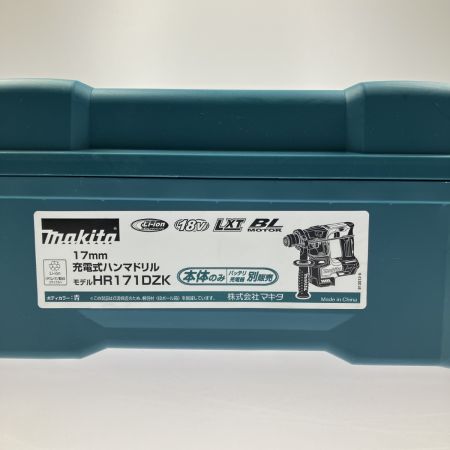 makita
Li-ion
18V
LXT
BL
MOTOR
17mm
充電式ハンマドリル
モデルHR171DZK
本体のみ
バッテリ
充電器
別販売
Li-ion
ボディカラー：青
株式会社マキタ
Made in China